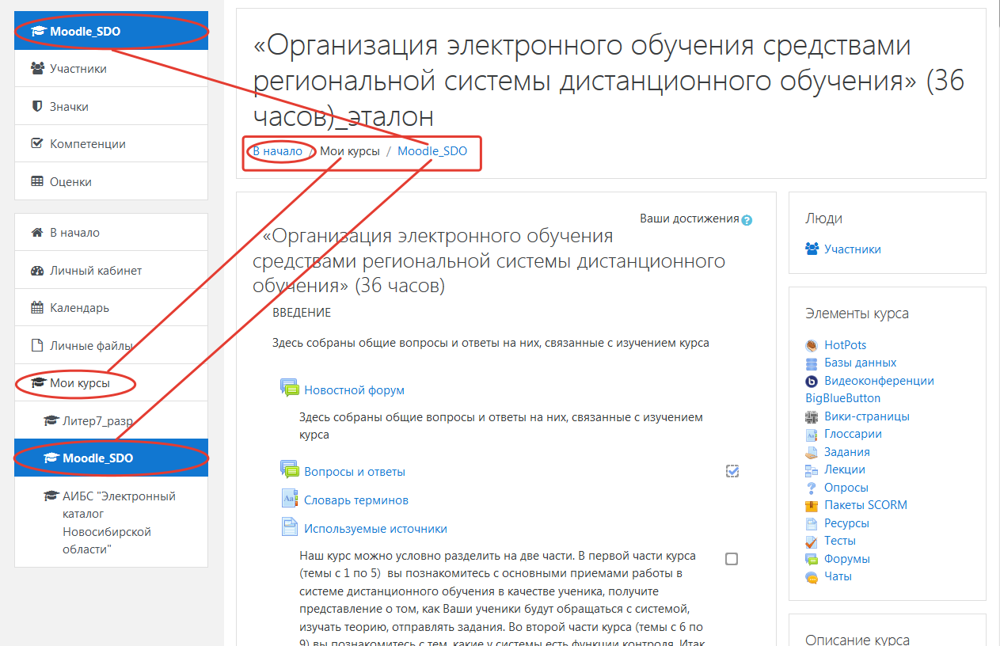 Moodle_SDO
Участники
Значки
Компетенции
Оценки
В начало
Личный кабинет
Календарь
Личные файлы
Мои курсы
Литер7_разр
Moodle_SDO
АИБС "Электронный
каталог
Новосибирской
области"
«Организация электронного обучения средствами
региональной системы дистанционного обучения» (36
часов)_эталон
В начало / Мои курсы / Moodle_SDO
Ваши достижения
«Организация электронного обучения
средствами региональной системы дистанционного
обучения» (36 часов)
ВВЕДЕНИЕ
Здесь собраны общие вопросы и ответы на них, связанные с изучением курса
Новостной форум
Здесь собраны общие вопросы и ответы на них, связанные с изучением
курса
Вопросы и ответы
Словарь терминов
Используемые источники
Наш курс можно условно разделить на две части. В первой части курса
(темы с 1 по 5) вы познакомитесь с основными приемами работы в
системе дистанционного обучения в качестве ученика, получите
представление о том, как Ваши ученики будут обращаться с системой,
изучать теорию, отправлять задания. Во второй части курса (темы с 6 по
9) вы познакомитесь с тем, какие у системы есть функции контроля. Итак
Люди
Участники
Элементы курса
HotPots
Базы данных
Видеоконференции
BigBlueButton
Вики-страницы
Глоссарии
Задания
Лекции
Опросы
Пакеты SCORM
Ресурсы
Тесты
Форумы
Чаты
Описание курса